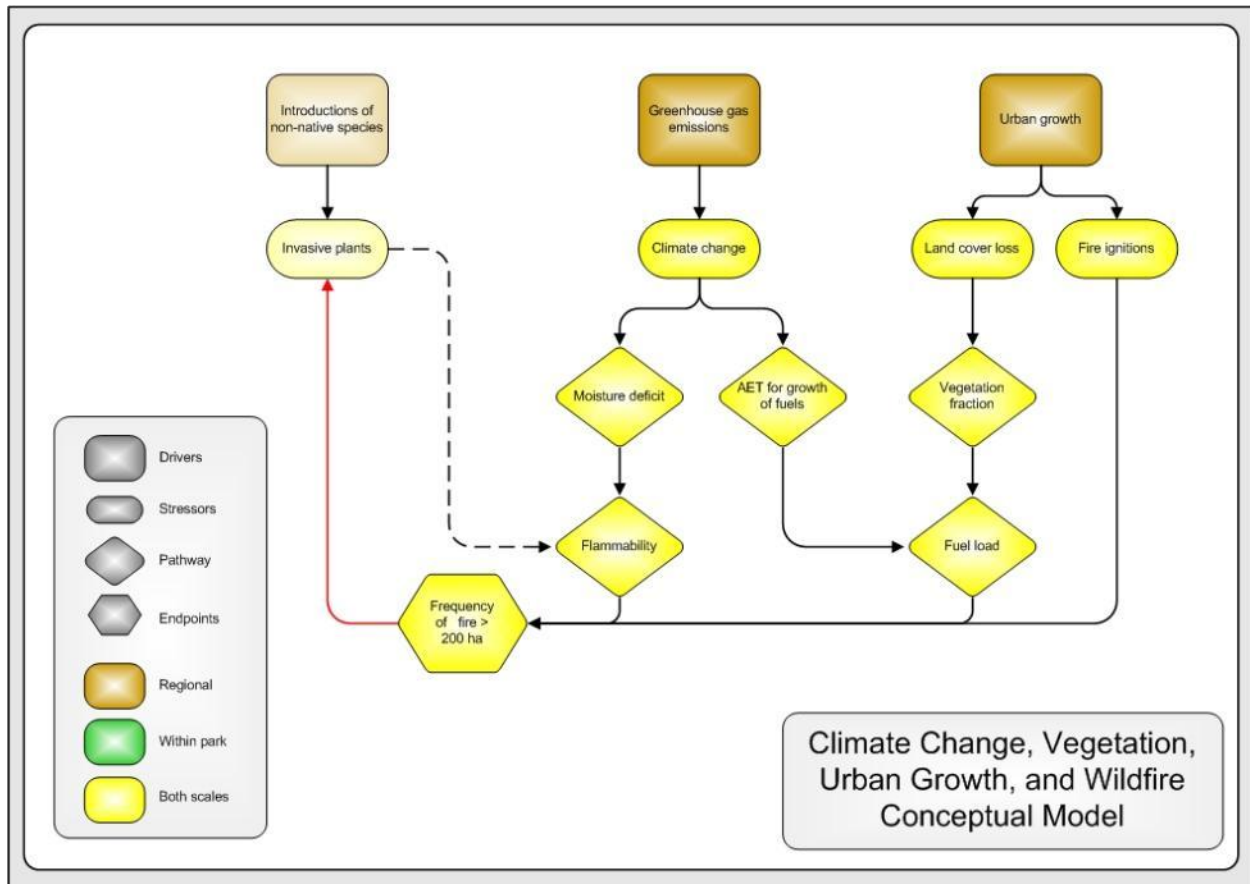 Introductions of
non-native species
Greenhouse gas
emissions
Urban growth
Invasive plants
Climate change
Land cover loss
Fire ignitions
Moisture deficit
AET for growth
of fuels
Vegetation
fraction
Flammability
Fuel load
Frequency
of fire >
200 ha
Drivers
Stressors
Pathway
Endpoints
Regional
Within park
Both scales
Climate Change, Vegetation,
Urban Growth, and Wildfire
Conceptual Model